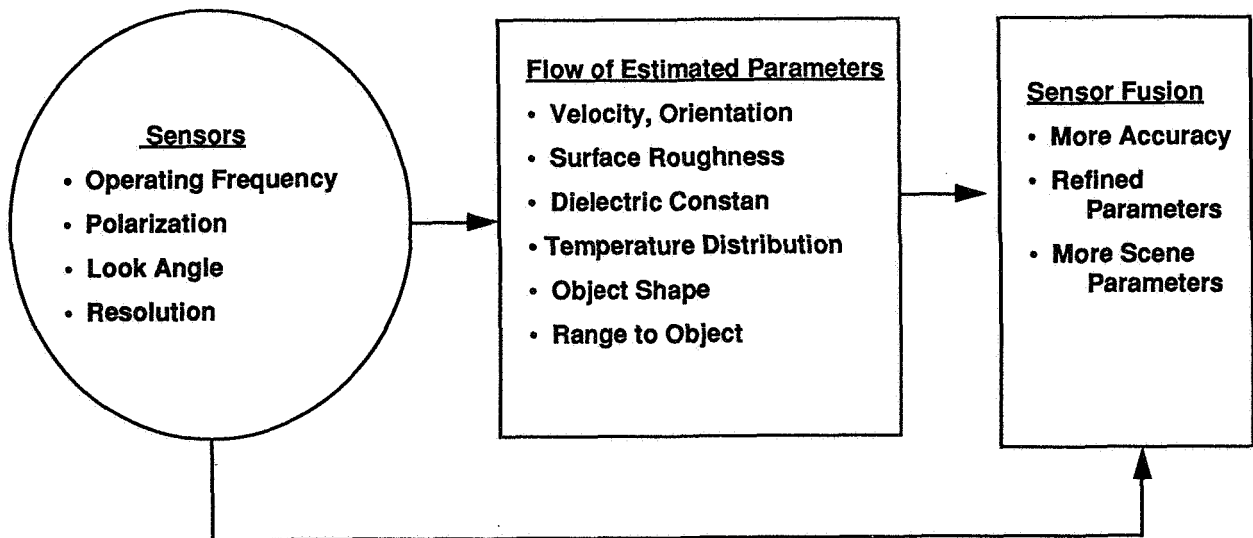 Sensors
• Operating Frequency
• Polarization
• Look Angle
• Resolution
Flow of Estimated Parameters
• Velocity, Orientation
• Surface Roughness
• Dielectric Constan
• Temperature Distribution
• Object Shape
• Range to Object
Sensor Fusion
• More Accuracy
• Refined
Parameters
• More Scene
Parameters